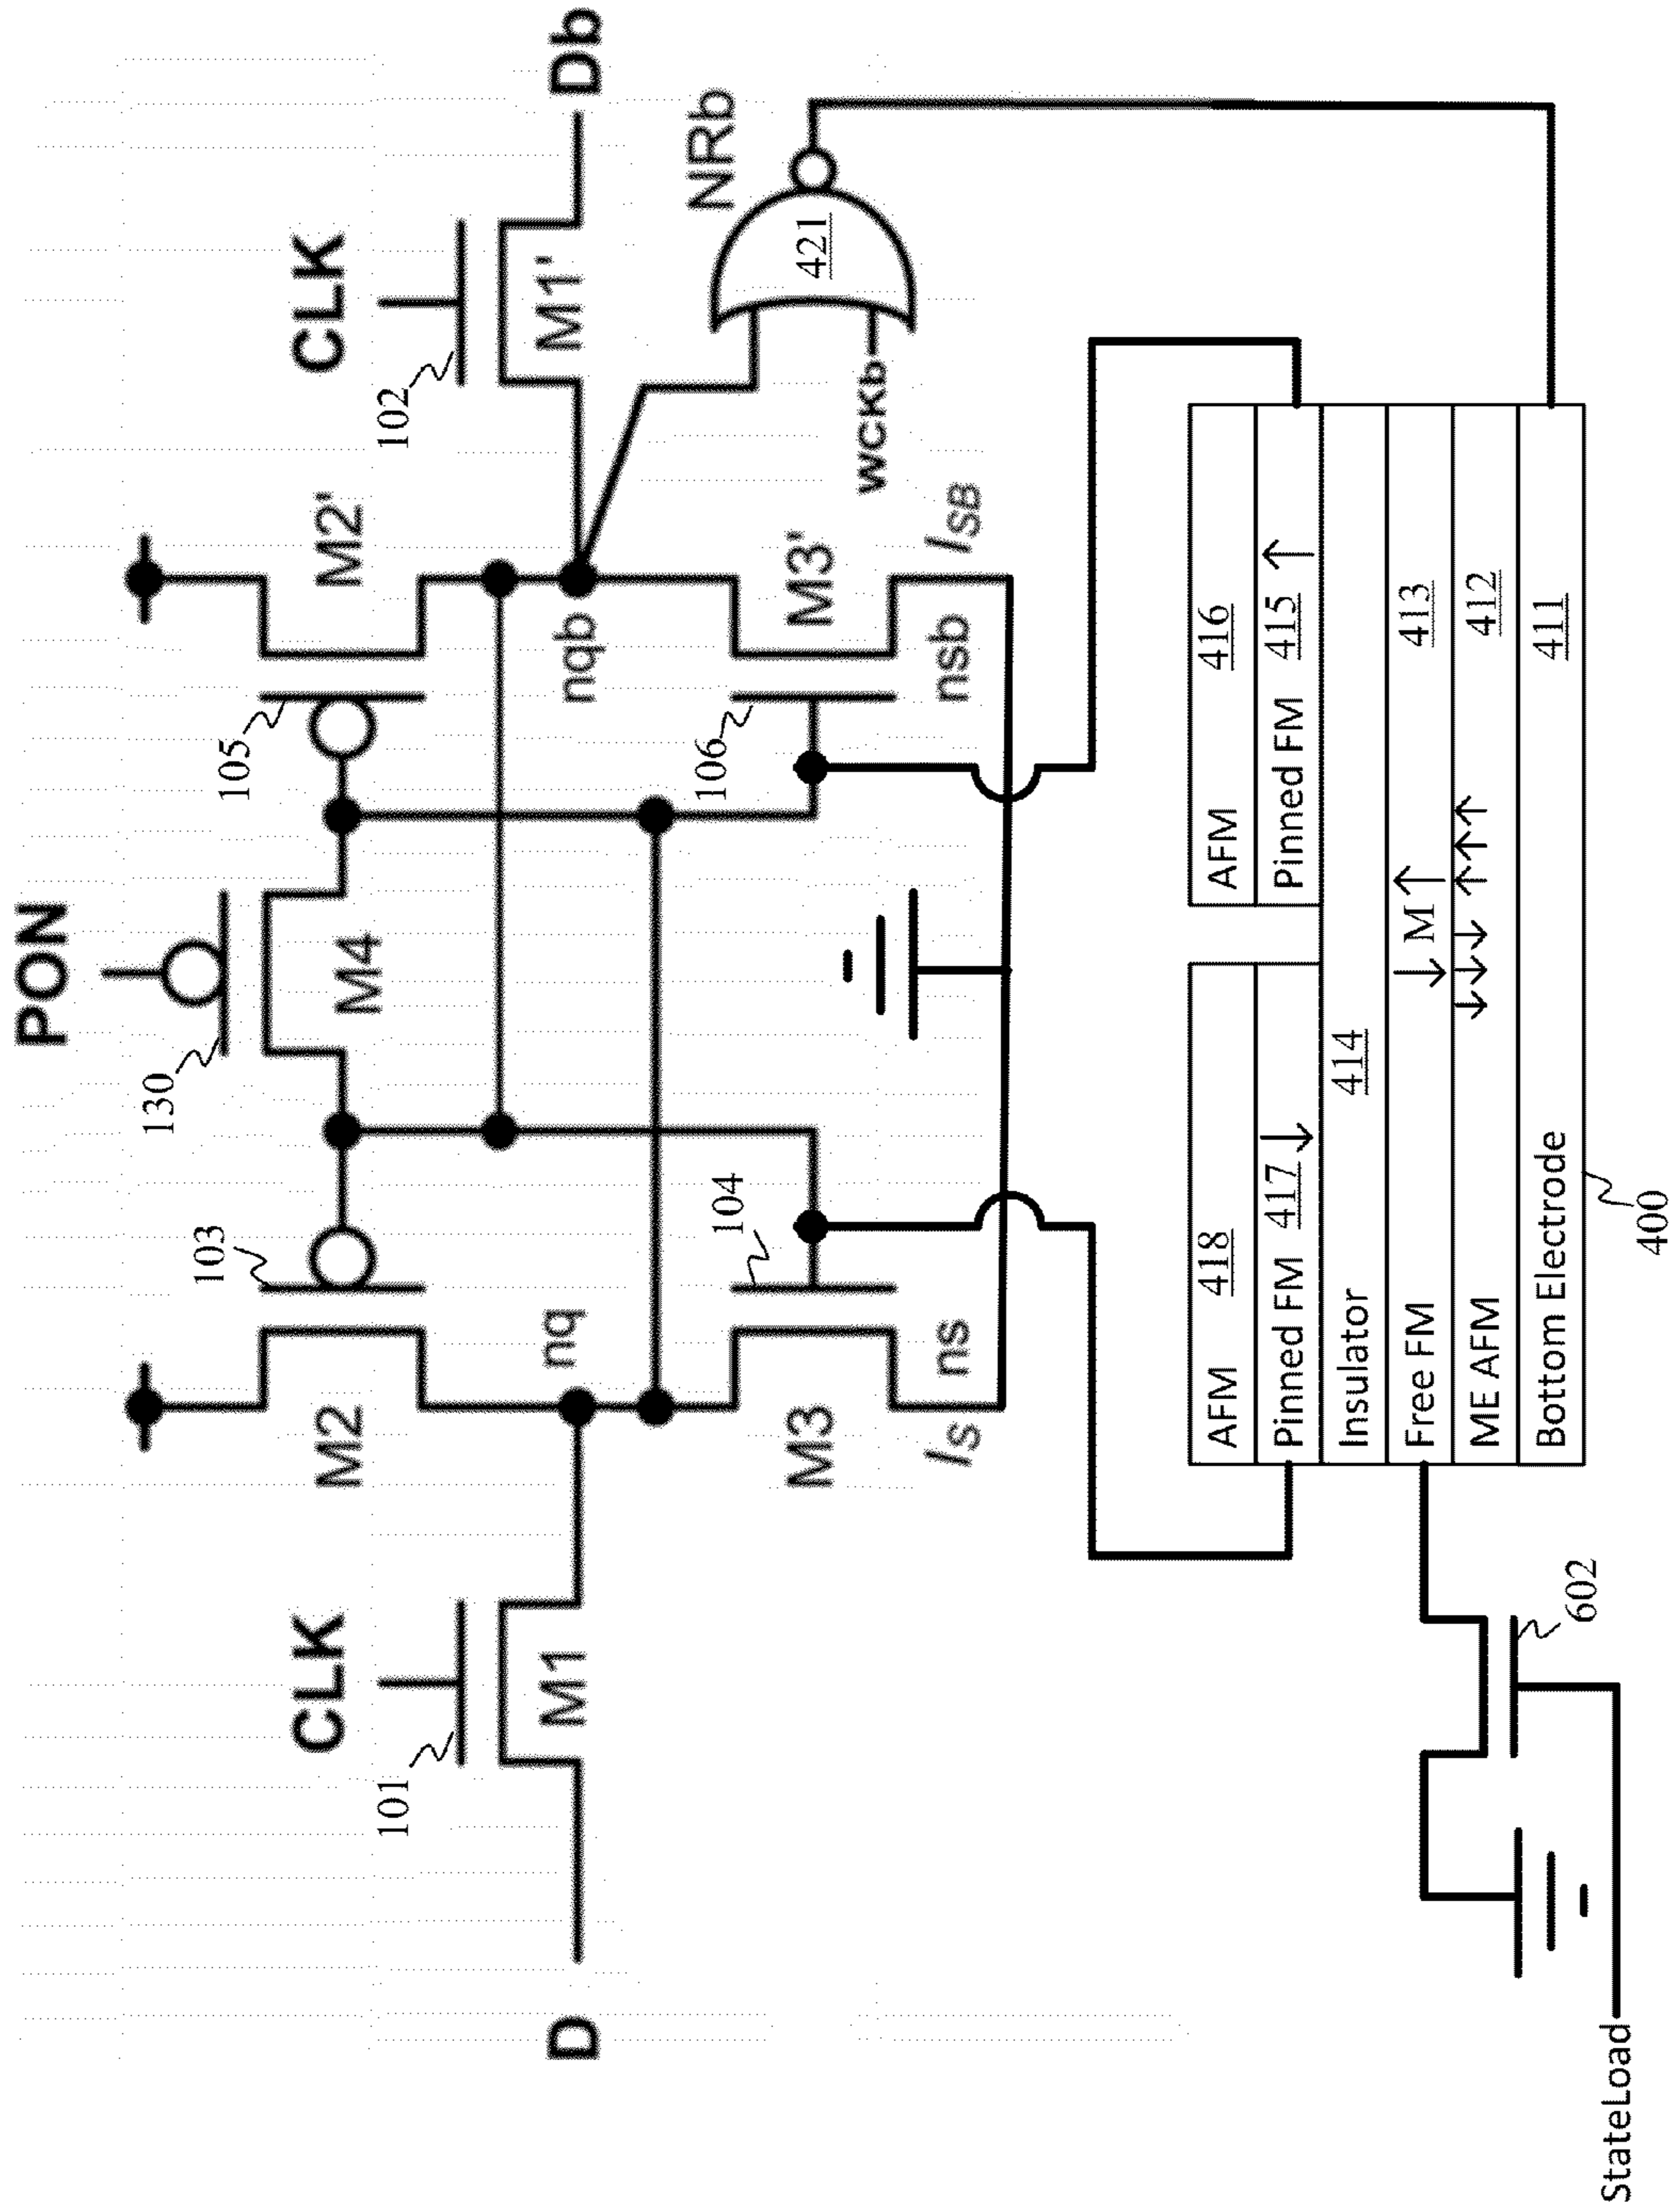 PON
130
M4
CLK
CLK
101
102
M1
M1'
D
Db
M2
M2'
103
105
nq
nqb
104
106
M3
M3'
IS
ns
nsb
ISB
NRb
421
WCKb
AFM 418
AFM 416
Pinned FM 417 ↓
Pinned FM 415 ↑
Insulator 414
Free FM ↓ M ↑ 413
ME AFM ↓↓↓↑↑↑ 412
Bottom Electrode 411
400
602
StateLoad